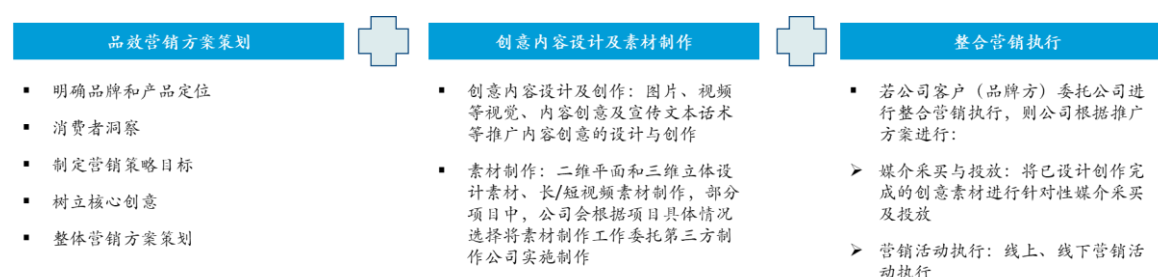 品效营销方案策划
明确品牌和产品定位
消费者洞察
制定营销策略目标
树立核心创意
整体营销方案策划
创意内容设计及素材制作
创意内容设计及创作：图片、视频
等视觉、内容创意及宣传文本话术
等推广内容创意的设计与创作
素材制作：二维平面和三维立体设
计素材、长/短视频素材制作，部分
项目中，公司会根据项目具体情况
选择将素材制作工作委托第三方制
作公司实施制作
整合营销执行
若公司客户（品牌方）委托公司进
行整合营销执行，则公司根据推广
方案进行：
媒介采买与投放：将已设计创作完
成的创意素材进行针对性媒介采买
及投放
营销活动执行：线上、线下营销活
动执行